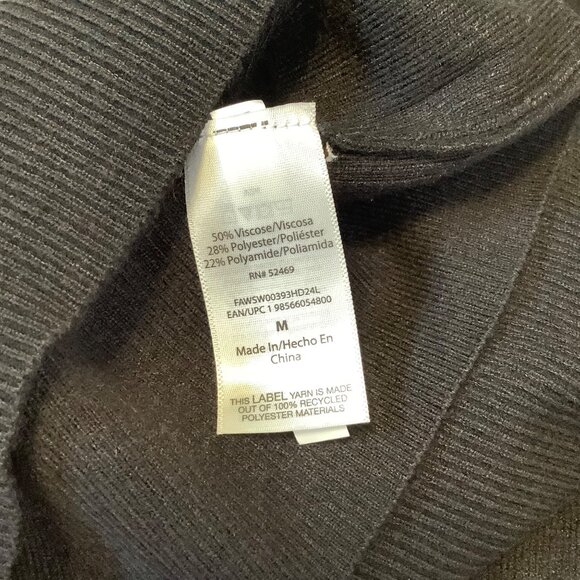 50% Viscose/Viscosa
28% Polyester/Poliéster
22% Polyamide/Poliamida
RN# 52469
FAWSW00393HD24L
EAN/UPC 1 98566054800
M
Made In/Hecho En
China
THIS LABEL YARN IS MADE
OUT OF 100% RECYCLED
POLYESTER MATERIALS